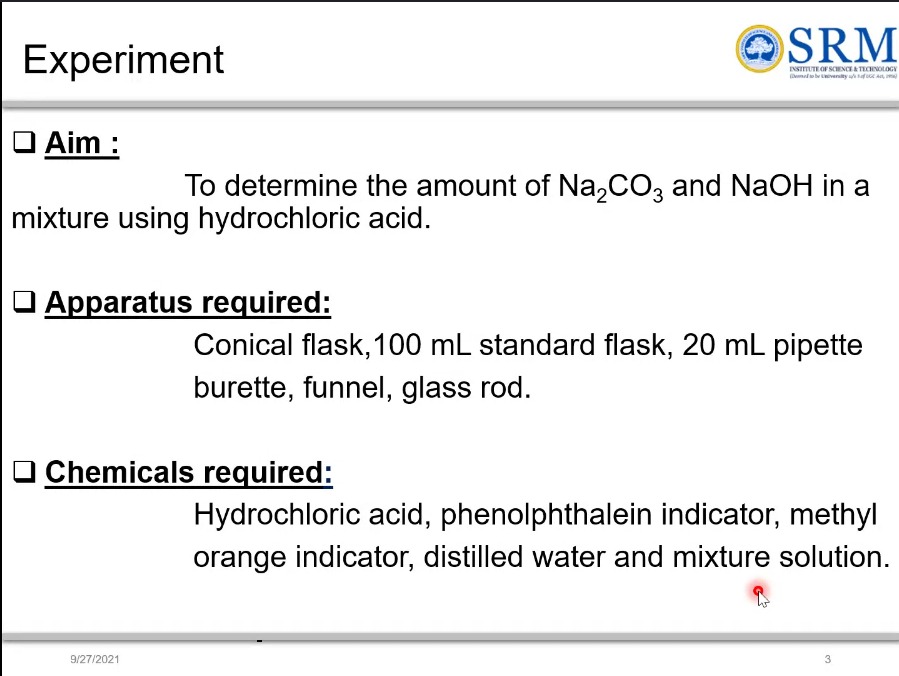 Experiment
SRM
INSTITUTE OF SCIENCE & TECHNOLOGY
(Deemed to be University u/s 3 of UGC Act, 1956)
❑ Aim :
To determine the amount of Na₂CO₃ and NaOH in a
mixture using hydrochloric acid.
❑ Apparatus required:
Conical flask,100 mL standard flask, 20 mL pipette
burette, funnel, glass rod.
❑ Chemicals required:
Hydrochloric acid, phenolphthalein indicator, methyl
orange indicator, distilled water and mixture solution.
9/27/2021
3